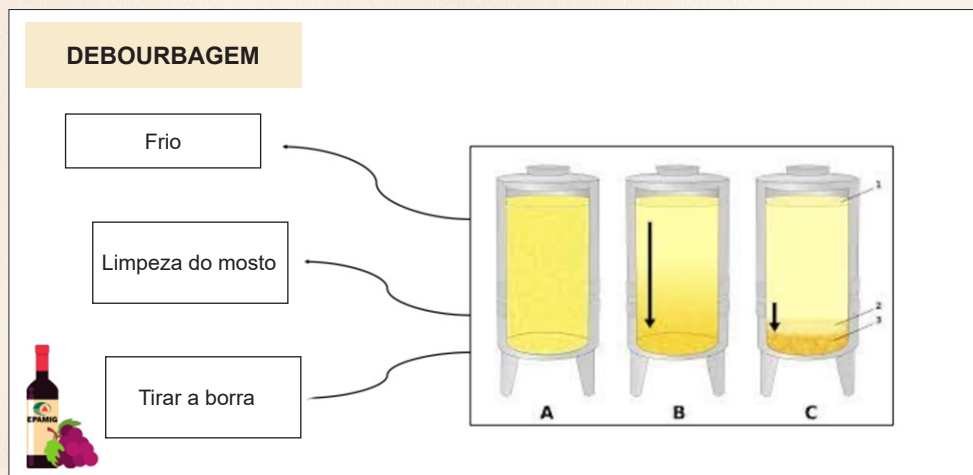 DEBOURBAGEM
Frio
Limpeza do mosto
Tirar a borra
EPAMIG
1
2
3
A B C